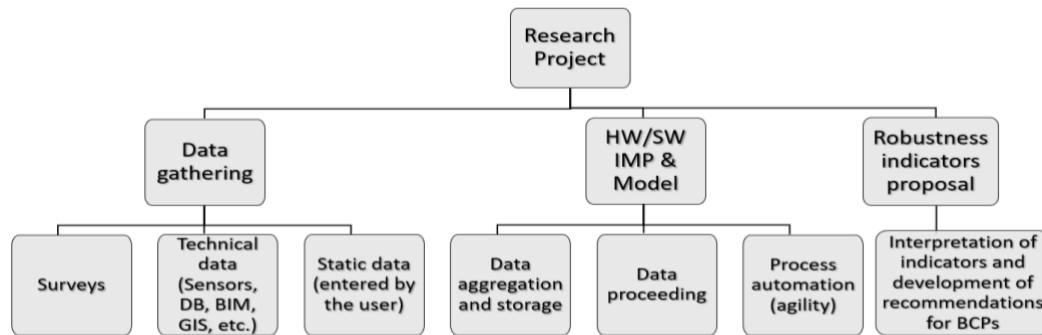 Research
Project
Data
gathering
HW/SW
IMP &
Model
Robustness
indicators
proposal
Surveys
Technical
data
(Sensors,
DB, BIM,
GIS, etc.)
Static data
(entered by
the user)
Data
aggregation
and storage
Data
proceeding
Process
automation
(agility)
Interpretation of
indicators and
development of
recommendations
for BCPs